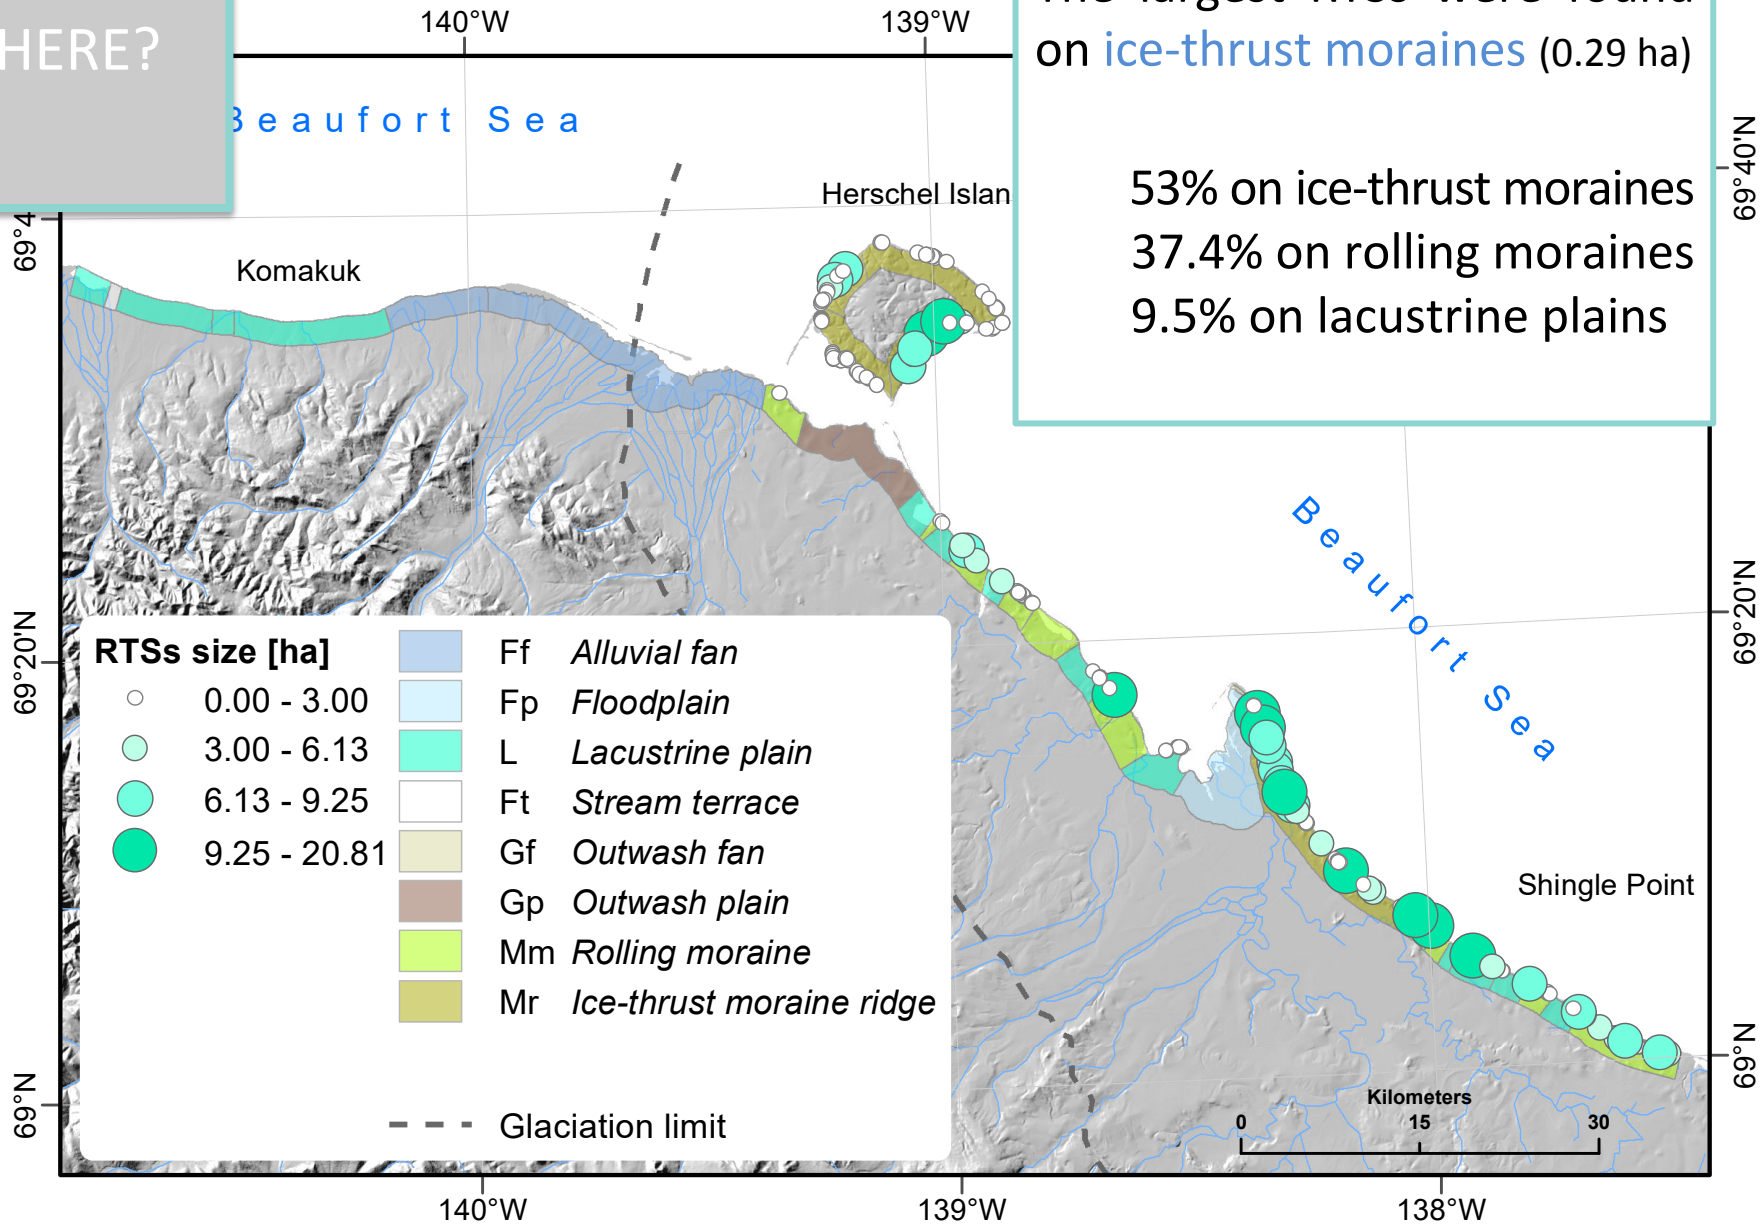 HERE?
on ice-thrust moraines (0.29 ha)
53% on ice-thrust moraines
37.4% on rolling moraines
9.5% on lacustrine plains
140°W
139°W
Beaufort Sea
Herschel Islan
Komakuk
69°4
69°40'N
Beaufort Sea
69°20'N
69°20'N
Shingle Point
RTSs size [ha]
0.00 - 3.00
3.00 - 6.13
6.13 - 9.25
9.25 - 20.81
Ff Alluvial fan
Fp Floodplain
L Lacustrine plain
Ft Stream terrace
Gf Outwash fan
Gp Outwash plain
Mm Rolling moraine
Mr Ice-thrust moraine ridge
Glaciation limit
Kilometers
0 15 30
69°N
69°N
140°W
139°W
138°W